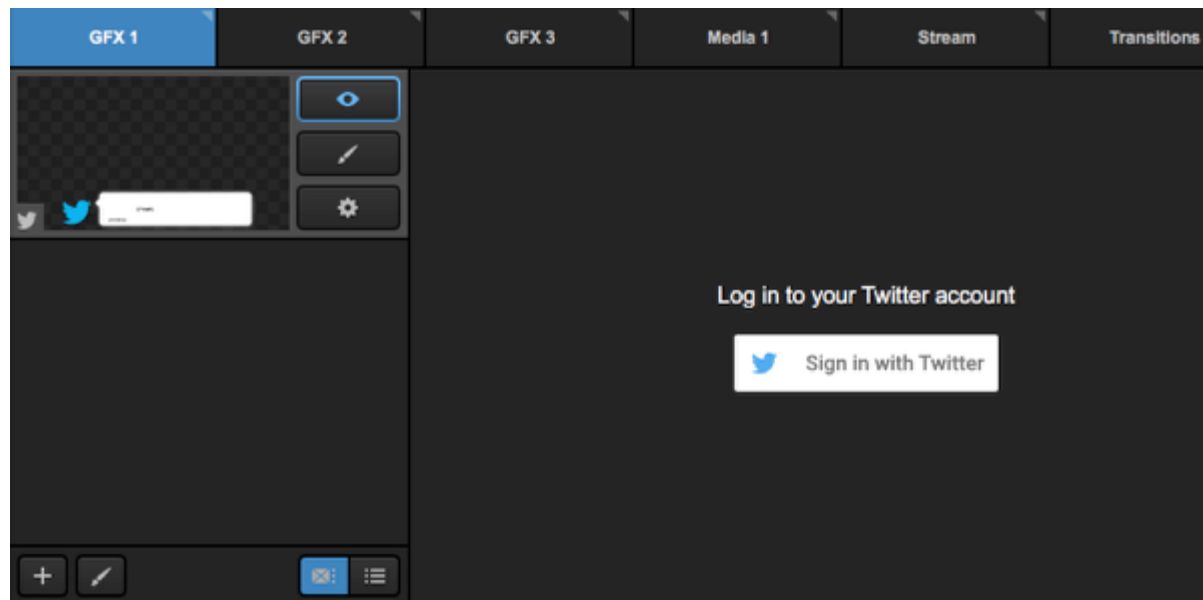 GFX 1
GFX 2
GFX 3
Media 1
Stream
Transitions
Log in to your Twitter account
Sign in with Twitter